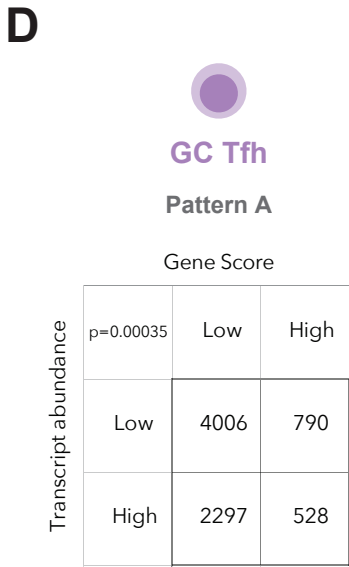 D
GC Tfh
Pattern A
Gene Score
p=0.00035 Low High
Transcript abundance
Low 4006 790
High 2297 528